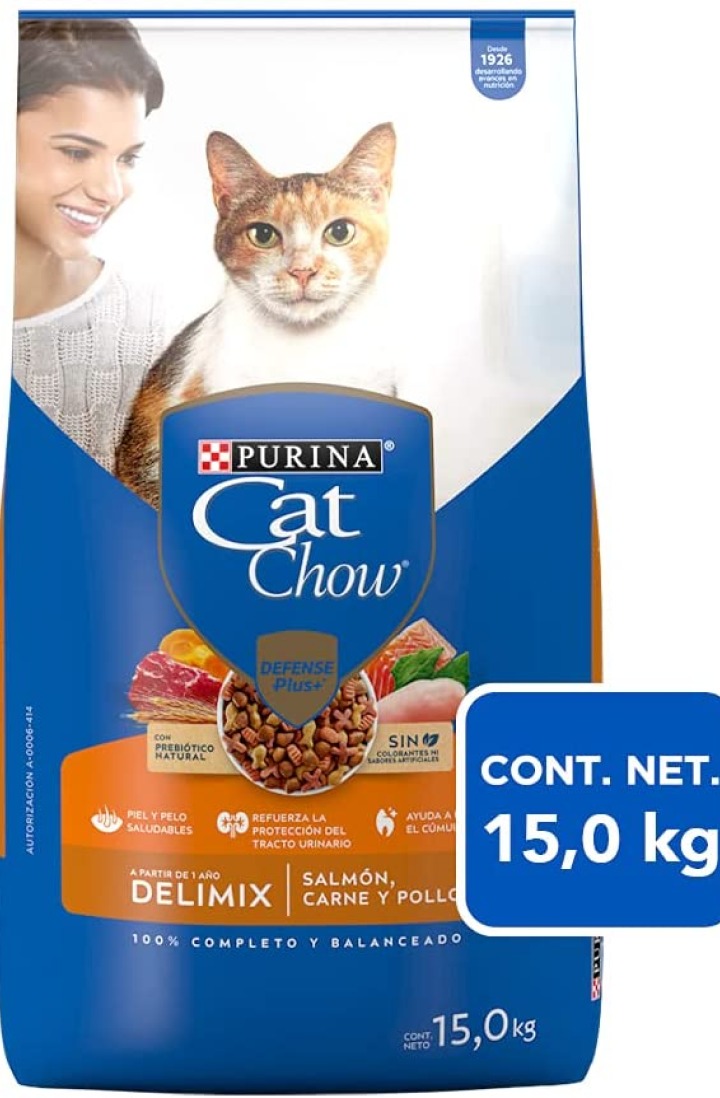 Desde
1926
desarrollando
avances en
nutrición
PURINA®
Cat
Chow®
DEFENSE
Plus+
CON
PREBIÓTICO
NATURAL
SIN
COLORANTES NI
SABORES ARTIFICIALES
AUTORIZACIÓN A-0006-414
PIEL Y PELO
SALUDABLES
REFUERZA LA
PROTECCIÓN DEL
TRACTO URINARIO
AYUDA A
EL
A PARTIR DE 1 AÑO
DELIMIX
SALMÓN,
CARNE Y POLLO
100% COMPLETO Y BALANCEADO
CONT. NET.
15,0 kg
CONT.
NETO
15,0 kg